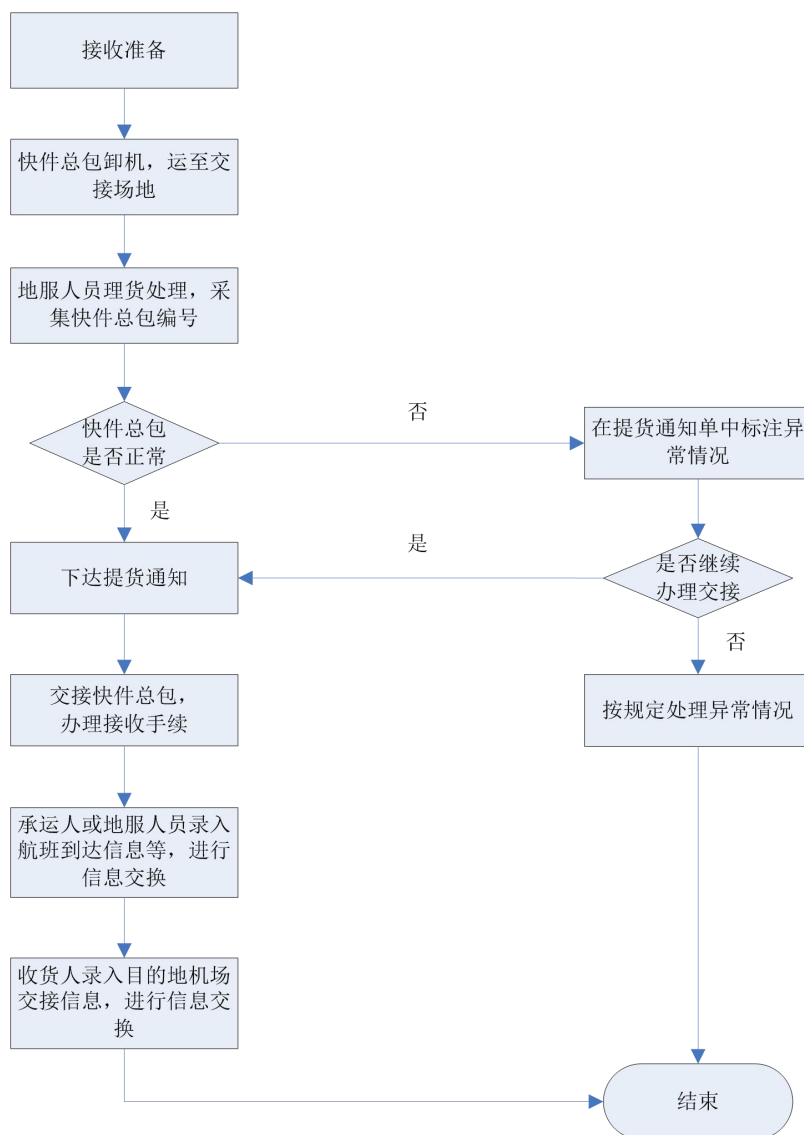 接收准备
快件总包卸机，运至交
接场地
地服人员理货处理，采
集快件总包编号
快件总包
是否正常
否
在提货通知单中标注异
常情况
是
下达提货通知
是
是否继续
办理交接
否
交接快件总包，
办理接收手续
按规定处理异常情况
承运人或地服人员录入
航班到达信息等，进行
信息交换
收货人录入目的地机场
交接信息，进行信息交
换
结束